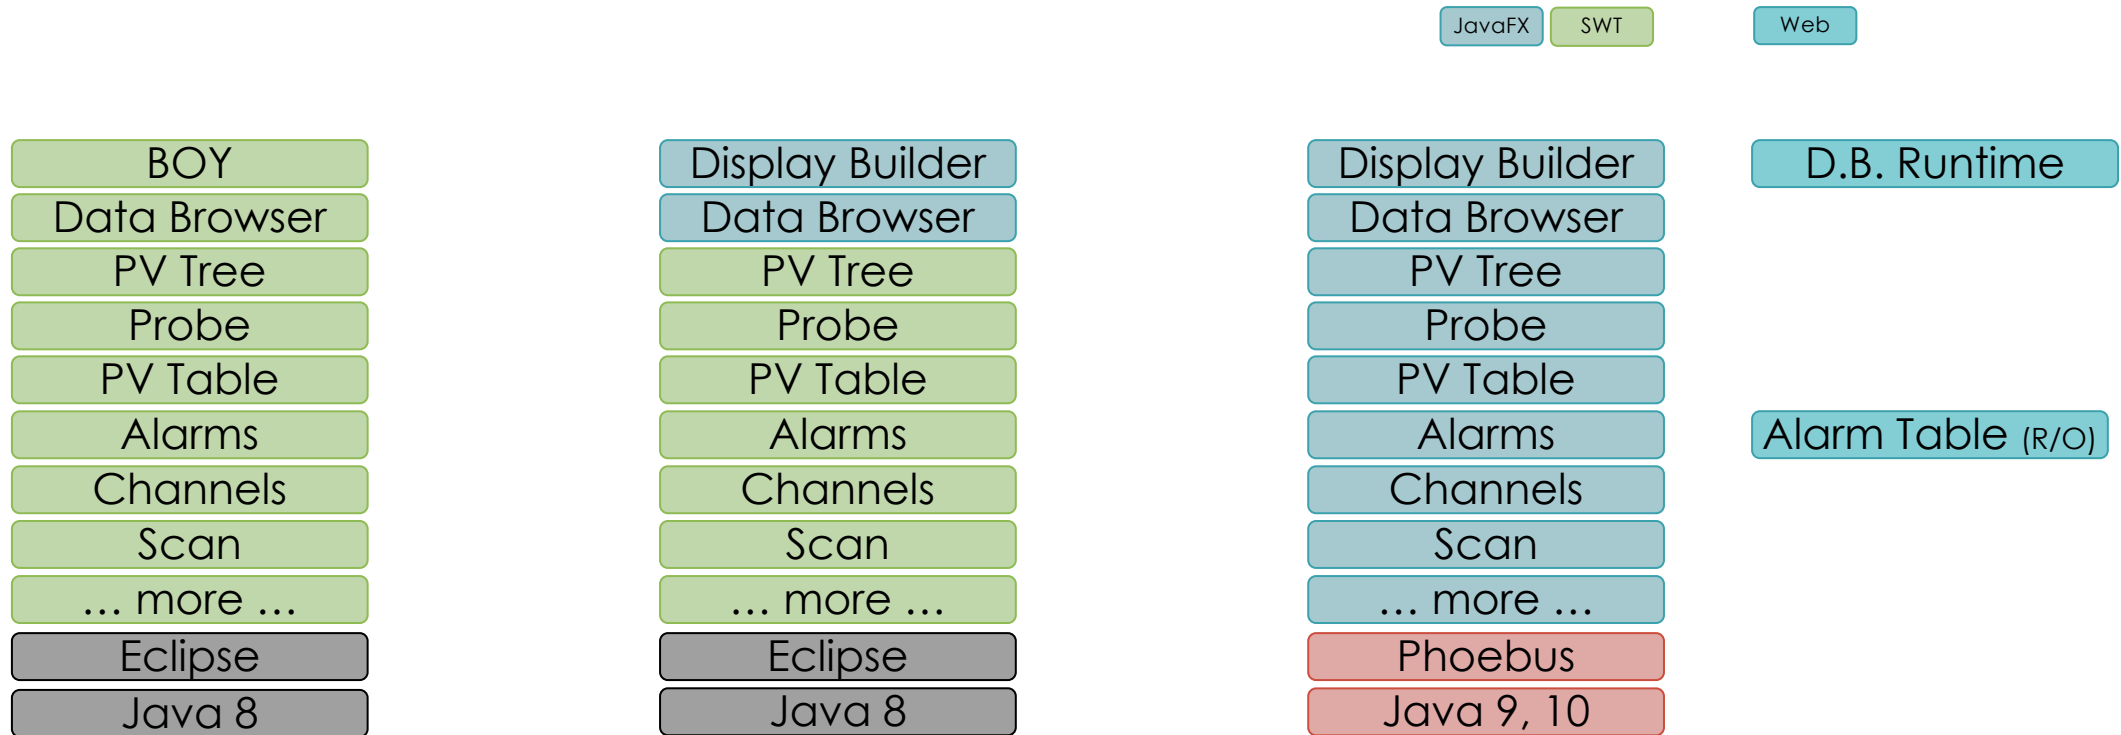 JavaFX SWT Web
BOY
Data Browser
PV Tree
Probe
PV Table
Alarms
Channels
Scan
... more ...
Eclipse
Java 8
Display Builder
Data Browser
PV Tree
Probe
PV Table
Alarms
Channels
Scan
... more ...
Eclipse
Java 8
Display Builder
Data Browser
PV Tree
Probe
PV Table
Alarms
Channels
Scan
... more ...
Phoebus
Java 9, 10
D.B. Runtime
Alarm Table (R/O)